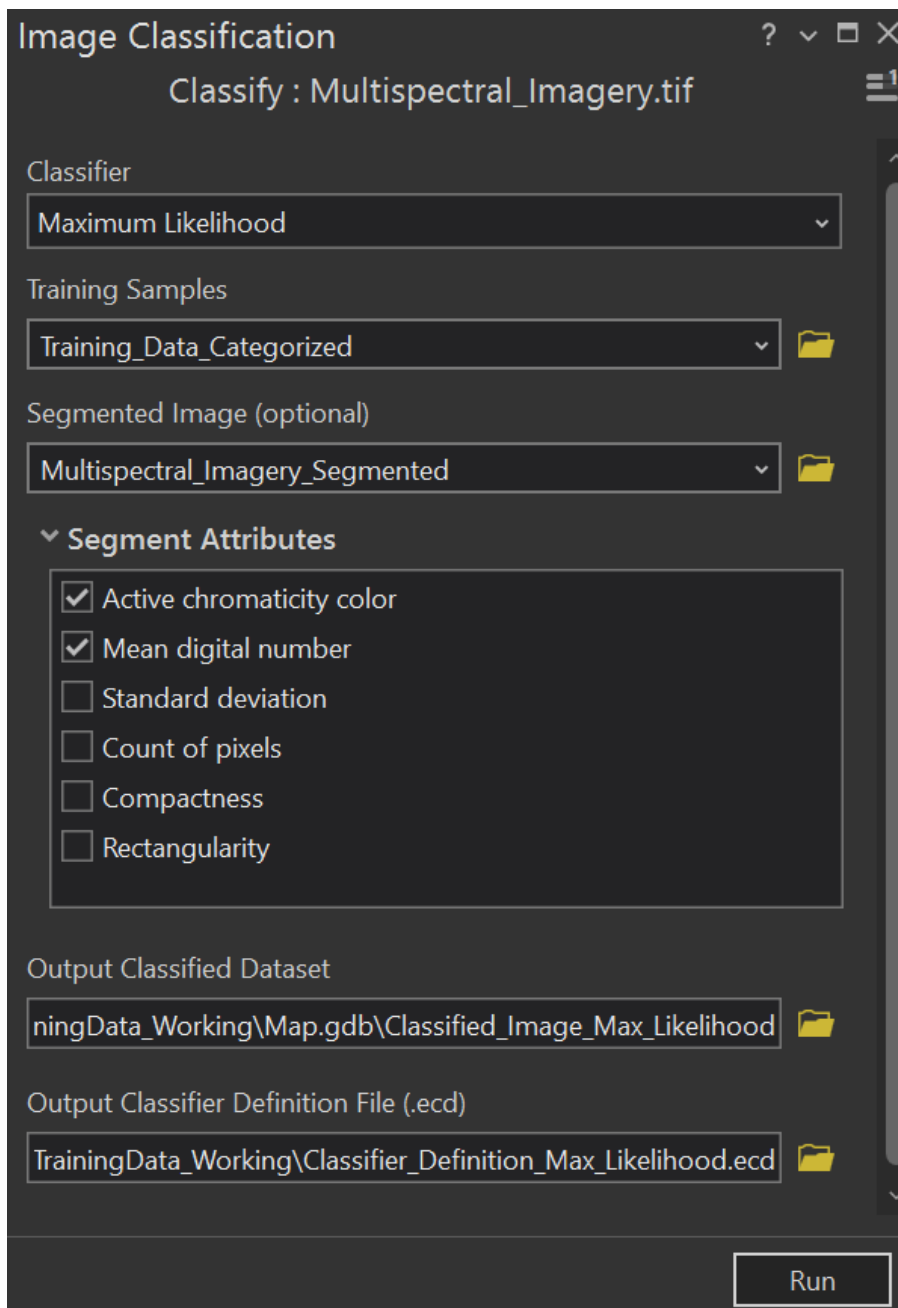 Image Classification
?
Classify : Multispectral_Imagery.tif
1
Classifier
Maximum Likelihood
Training Samples
Training_Data_Categorized
Segmented Image (optional)
Multispectral_Imagery_Segmented
Segment Attributes
Active chromaticity color
Mean digital number
Standard deviation
Count of pixels
Compactness
Rectangularity
Output Classified Dataset
ningData_Working\Map.gdb\Classified_Image_Max_Likelihood
Output Classifier Definition File (.ecd)
TrainingData_Working\Classifier_Definition_Max_Likelihood.ecd
Run